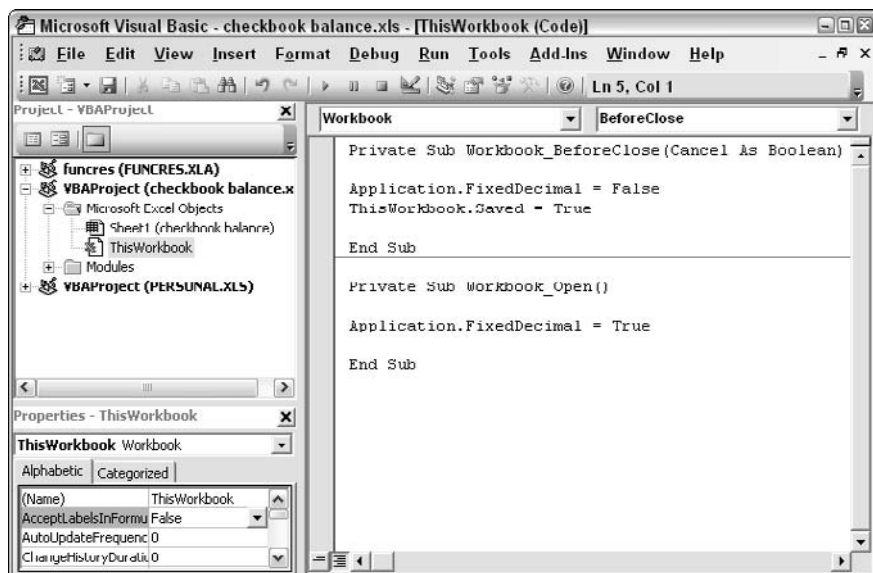 Microsoft Visual Basic - checkbook balance.xls - [ThisWorkbook (Code)]
File Edit View Insert Format Debug Run Tools Add-Ins Window Help
Ln 5, Col 1
Project - VBAProject
funcres (FUNCRES.XLA)
VBAProject (checkbook balance.x
Microsoft Excel Objects
Sheet1 (checkbook balance)
ThisWorkbook
Modules
VBAProject (PERSONAL.XLS)
Properties - ThisWorkbook
ThisWorkbook Workbook
Alphabetic Categorized
(Name) ThisWorkbook
AcceptLabelsInFormu False
AutoUpdateFrequenc 0
ChangeHistoryDuratic 0
Workbook BeforeClose
Private Sub Workbook_BeforeClose(Cancel As Boolean)
Application.FixedDecimal = False
ThisWorkbook.Saved = True
End Sub
Private Sub Workbook_Open()
Application.FixedDecimal = True
End Sub